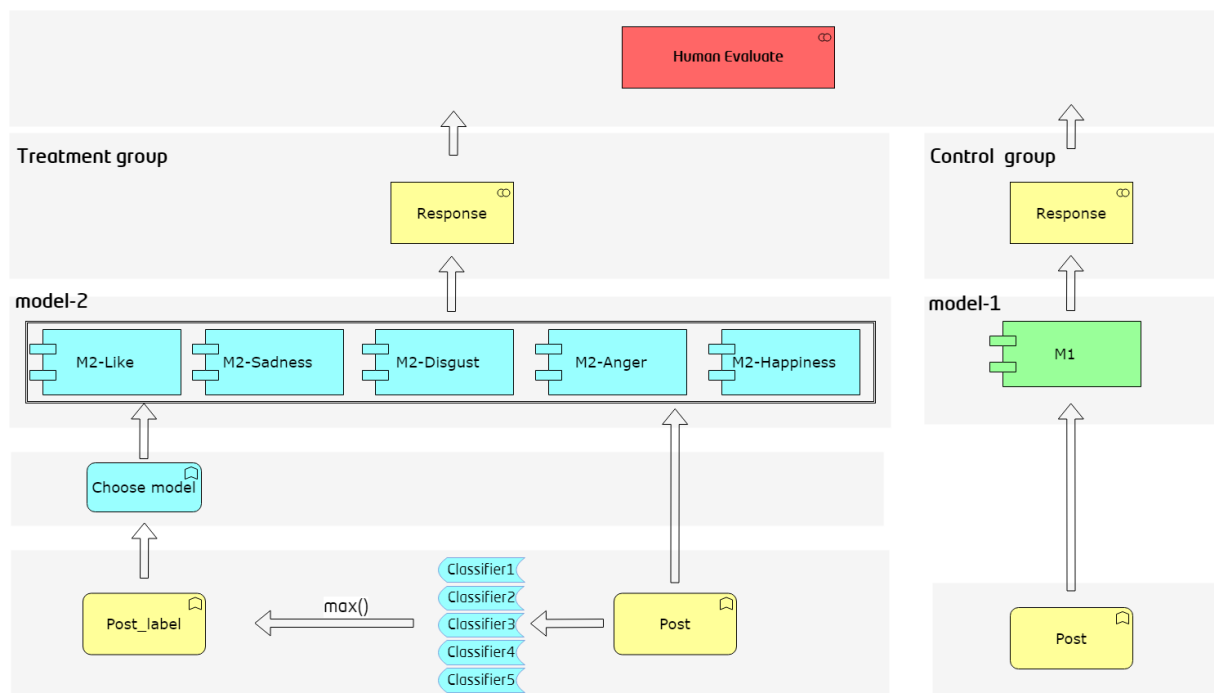 Human Evaluate
Treatment group
Control group
Response
Response
model-2
model-1
M2-Like
M2-Sadness
M2-Disgust
M2-Anger
M2-Happiness
M1
Choose model
Classifier1
Classifier2
Classifier3
Classifier4
Classifier5
Post_label
max()
Post
Post